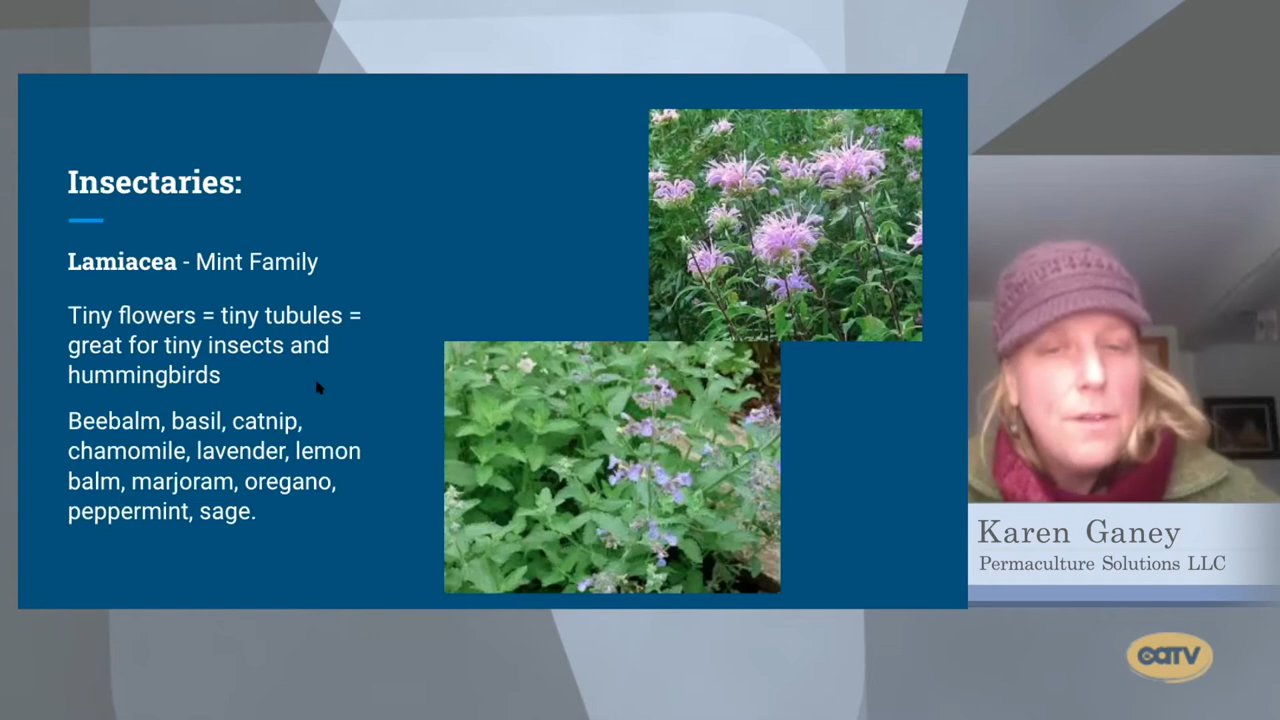 Insectaries:
Lamiacea - Mint Family
Tiny flowers = tiny tubules =
great for tiny insects and
hummingbirds
Beebalm, basil, catnip,
chamomile, lavender, lemon
balm, marjoram, oregano,
peppermint, sage.
Karen Ganey
Permaculture Solutions LLC
CATV